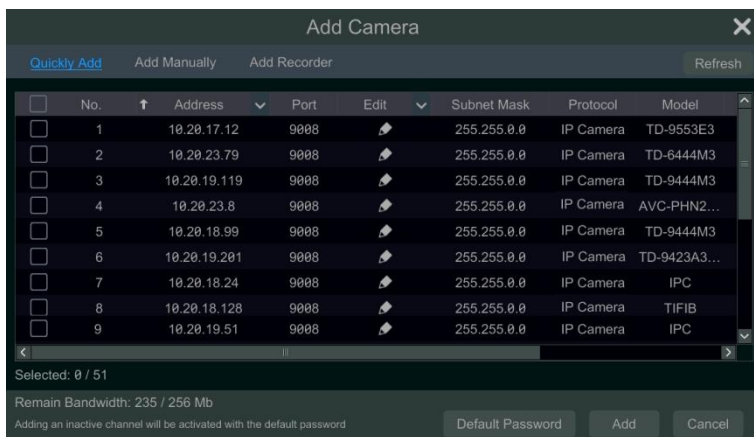 Add Camera
Quickly Add Add Manually Add Recorder Refresh
No. Address Port Edit Subnet Mask Protocol Model
1 10.20.17.12 9008 255.255.0.0 IP Camera TD-9553E3
2 10.20.23.79 9008 255.255.0.0 IP Camera TD-6444M3
3 10.20.19.119 9008 255.255.0.0 IP Camera TD-9444M3
4 10.20.23.8 9008 255.255.0.0 IP Camera AVC-PHN2...
5 10.20.18.99 9008 255.255.0.0 IP Camera TD-9444M3
6 10.20.19.201 9008 255.255.0.0 IP Camera TD-9423A3...
7 10.20.18.24 9008 255.255.0.0 IP Camera IPC
8 10.20.18.128 9008 255.255.0.0 IP Camera TIFIB
9 10.20.19.51 9008 255.255.0.0 IP Camera IPC
Selected: 0 / 51
Remain Bandwidth: 235 / 256 Mb
Adding an inactive channel will be activated with the default password Default Password Add Cancel